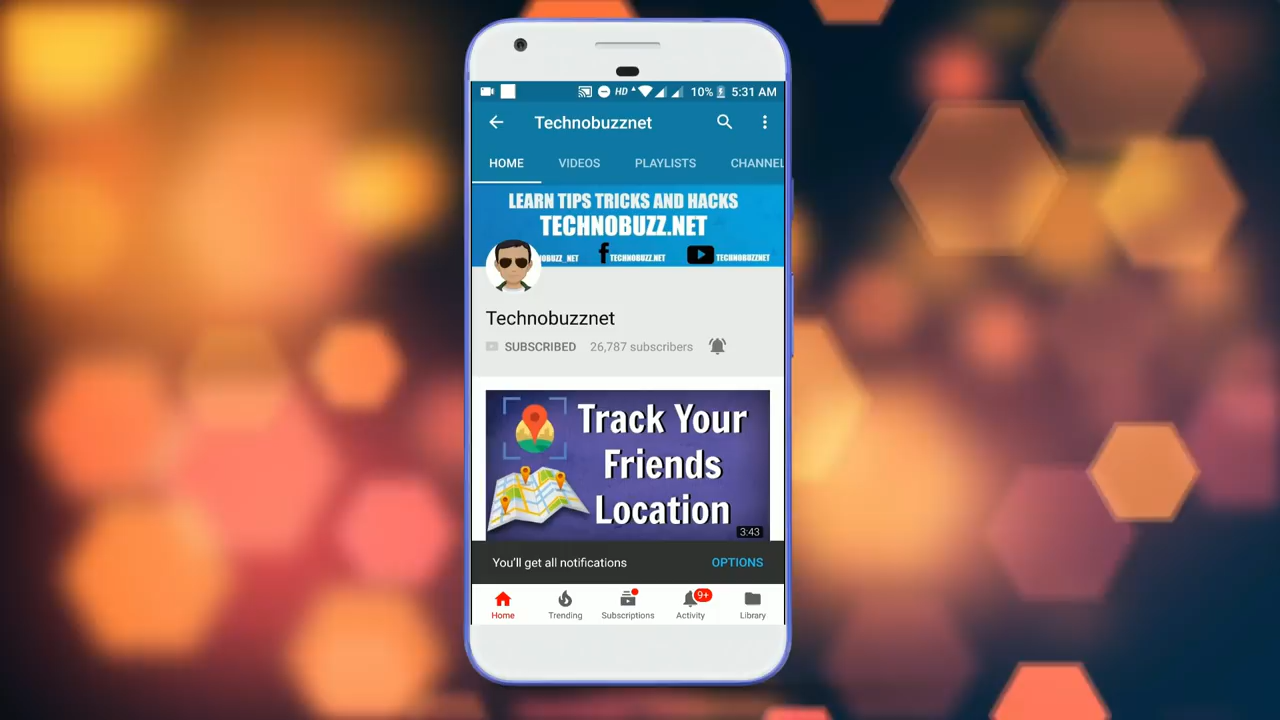 HD 10% 5:31 AM
Technobuzznet
HOME VIDEOS PLAYLISTS CHANNEL
LEARN TIPS TRICKS AND HACKS
TECHNOBUZZ.NET
OBUZZ_NET TECHNOBUZZ.NET TECHNOBUZZNET
Technobuzznet
SUBSCRIBED 26,787 subscribers
Track Your
Friends
Location
3:43
You'll get all notifications OPTIONS
9+
Home Trending Subscriptions Activity Library